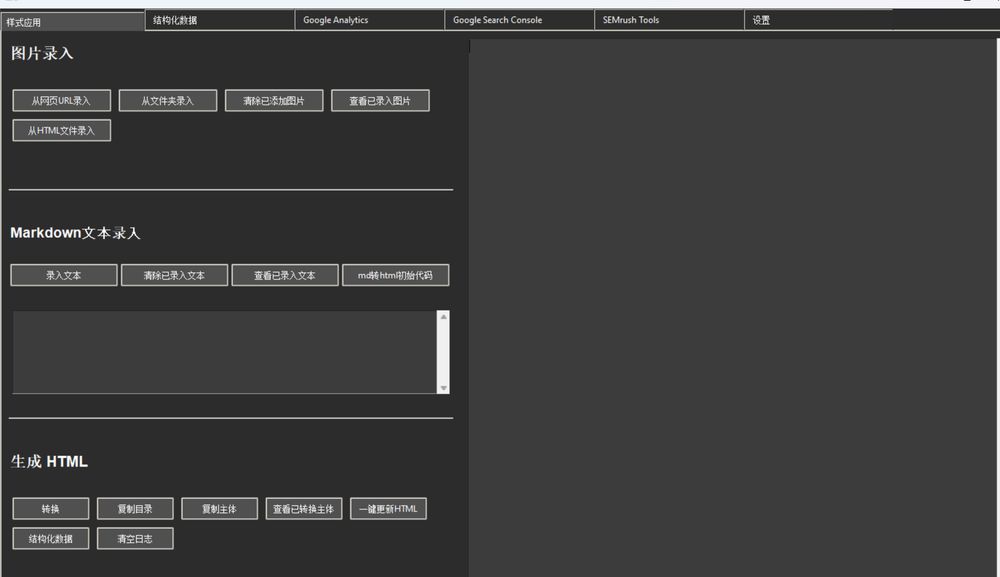 样式应用 结构化数据 Google Analytics Google Search Console SEMrush Tools 设置
图片录入
从网页URL录入 从文件夹录入 清除已添加图片 查看已录入图片
从HTML文件录入
Markdown文本录入
录入文本 清除已录入文本 查看已录入文本 md转html初始代码
生成 HTML
转换 复制目录 复制主体 查看已转换主体 一键更新HTML
结构化数据 清空日志